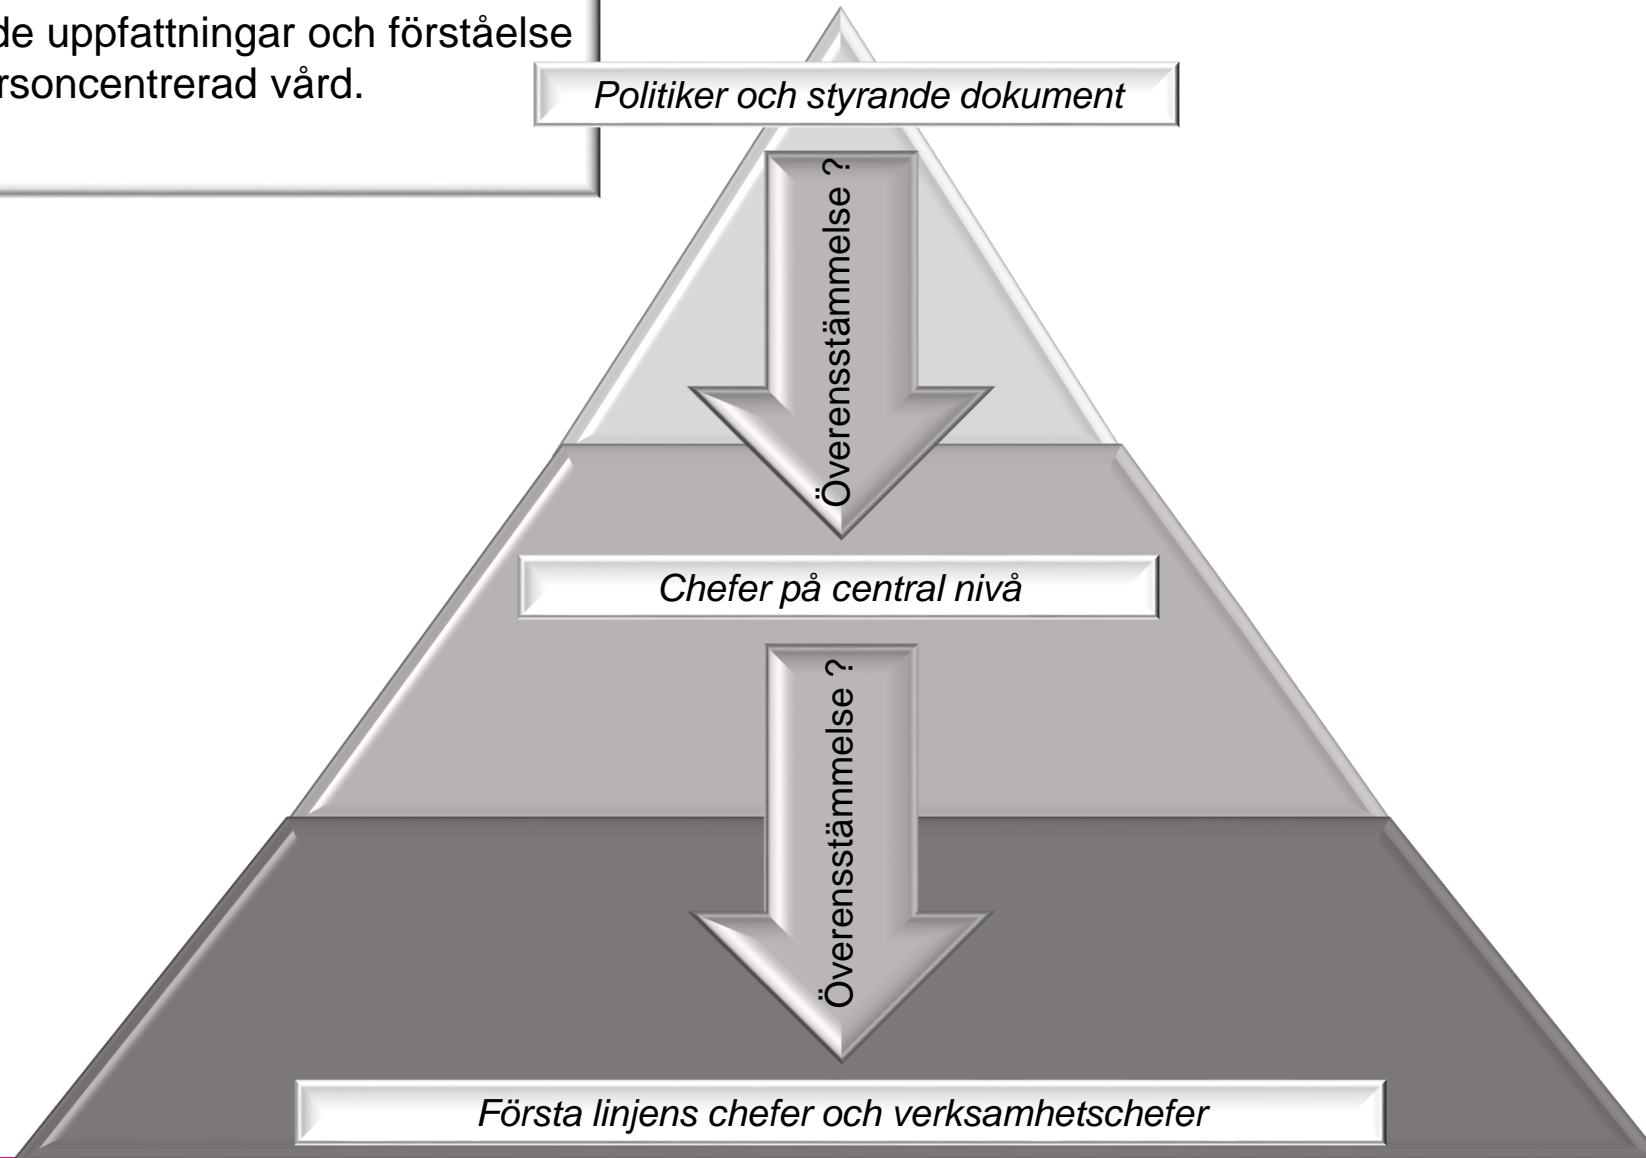 de uppfattningar och förståelse
rsoncentrerad vård.
Politiker och styrande dokument
Överensstämmelse ?
Chefer på central nivå
Överensstämmelse ?
Första linjens chefer och verksamhetschefer